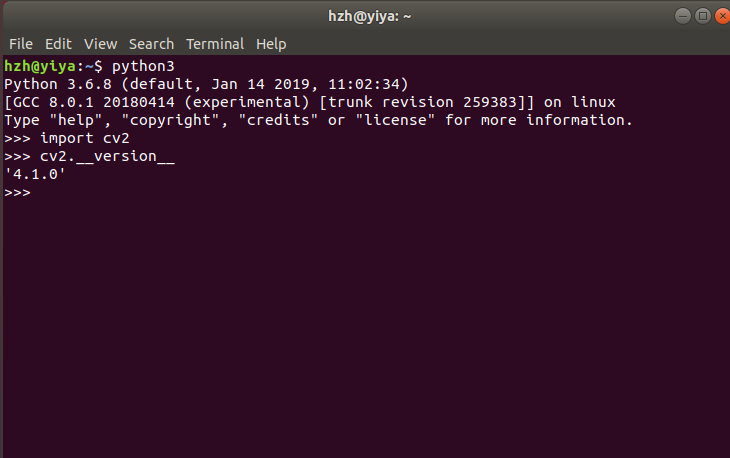 hzh@yiya: ~
File Edit View Search Terminal Help
hzh@yiya:~$ python3
Python 3.6.8 (default, Jan 14 2019, 11:02:34)
[GCC 8.0.1 20180414 (experimental) [trunk revision 259383]] on linux
Type "help", "copyright", "credits" or "license" for more information.
>>> import cv2
>>> cv2.__version__
'4.1.0'
>>>